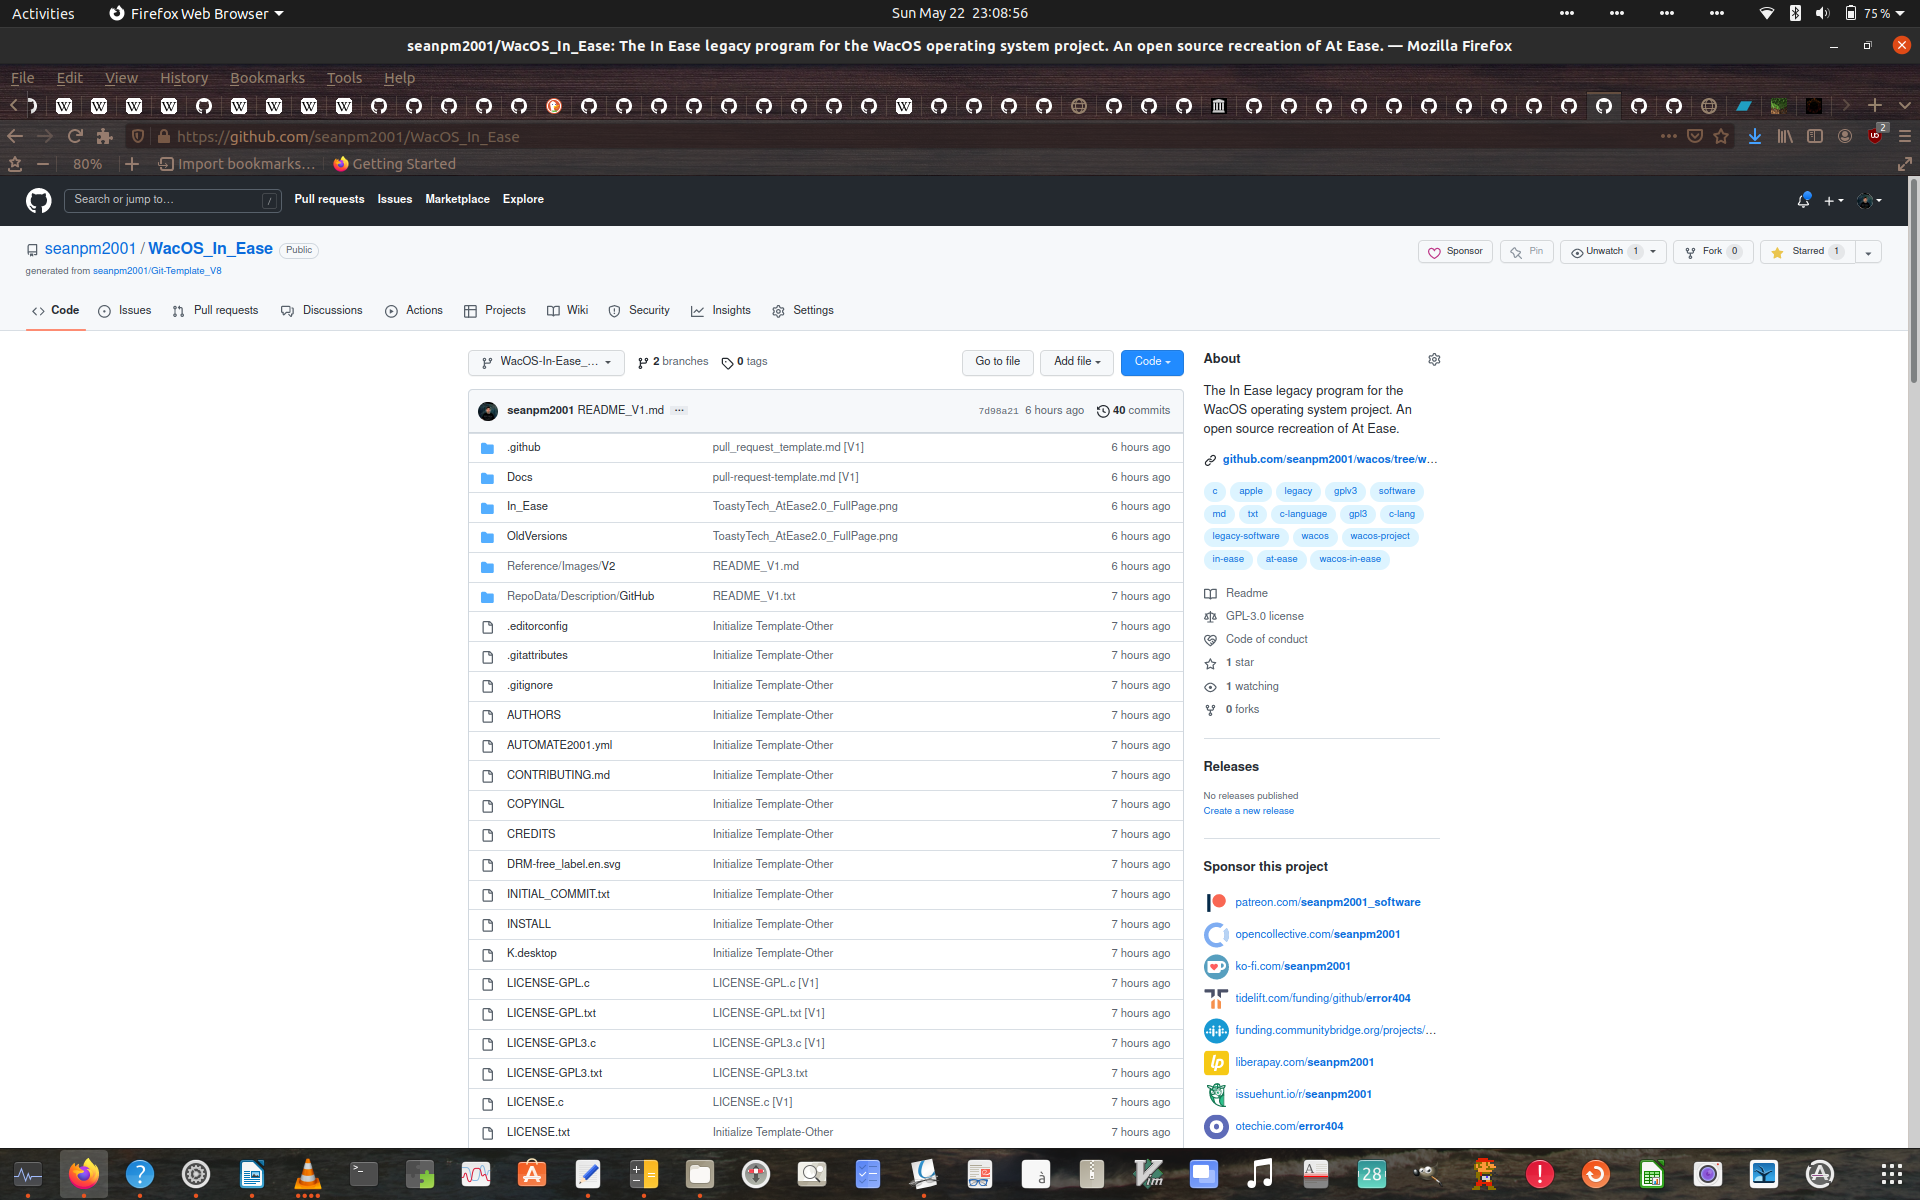 Activities
Firefox Web Browser
Sun May 22 23:08:56
75 %
seanpm2001/WacOS_In_Ease: The In Ease legacy program for the WacOS operating system project. An open source recreation of At Ease. — Mozilla Firefox
File Edit View History Bookmarks Tools Help
https://github.com/seanpm2001/WacOS_In_Ease
2
80%
Import bookmarks...
Getting Started
Search or jump to... /
Pull requests Issues Marketplace Explore
seanpm2001 / WacOS_In_Ease Public
Sponsor Pin Unwatch 1 Fork 0 Starred 1
generated from seanpm2001/Git-Template_V8
Code Issues Pull requests Discussions Actions Projects Wiki Security Insights Settings
WacOS-In-Ease_... 2 branches 0 tags Go to file Add file Code
seanpm2001 README_V1.md ... 7d98a21 6 hours ago 40 commits
.github pull_request_template.md [V1] 6 hours ago
Docs pull-request-template.md [V1] 6 hours ago
In_Ease ToastyTech_AtEase2.0_FullPage.png 6 hours ago
OldVersions ToastyTech_AtEase2.0_FullPage.png 6 hours ago
Reference/Images/V2 README_V1.md 6 hours ago
RepoData/Description/GitHub README_V1.txt 7 hours ago
.editorconfig Initialize Template-Other 7 hours ago
.gitattributes Initialize Template-Other 7 hours ago
.gitignore Initialize Template-Other 7 hours ago
AUTHORS Initialize Template-Other 7 hours ago
AUTOMATE2001.yml Initialize Template-Other 7 hours ago
CONTRIBUTING.md Initialize Template-Other 7 hours ago
COPYINGL Initialize Template-Other 7 hours ago
CREDITS Initialize Template-Other 7 hours ago
DRM-free_label.en.svg Initialize Template-Other 7 hours ago
INITIAL_COMMIT.txt Initialize Template-Other 7 hours ago
INSTALL Initialize Template-Other 7 hours ago
K.desktop Initialize Template-Other 7 hours ago
LICENSE-GPL.c LICENSE-GPL.c [V1] 7 hours ago
LICENSE-GPL.txt LICENSE-GPL.txt [V1] 7 hours ago
LICENSE-GPL3.c LICENSE-GPL3.c [V1] 7 hours ago
LICENSE-GPL3.txt LICENSE-GPL3.txt 7 hours ago
LICENSE.c LICENSE.c [V1] 7 hours ago
LICENSE.txt Initialize Template-Other 7 hours ago
About
The In Ease legacy program for the
WacOS operating system project. An
open source recreation of At Ease.
github.com/seanpm2001/wacos/tree/w...
c apple legacy gplv3 software
md txt c-language gpl3 c-lang
legacy-software wacos wacos-project
in-ease at-ease wacos-in-ease
Readme
GPL-3.0 license
Code of conduct
1 star
1 watching
0 forks
Releases
No releases published
Create a new release
Sponsor this project
patreon.com/seanpm2001_software
opencollective.com/seanpm2001
ko-fi.com/seanpm2001
tidelift.com/funding/github/error404
funding.communitybridge.org/projects/...
liberapay.com/seanpm2001
issuehunt.io/r/seanpm2001
otechie.com/error404
28